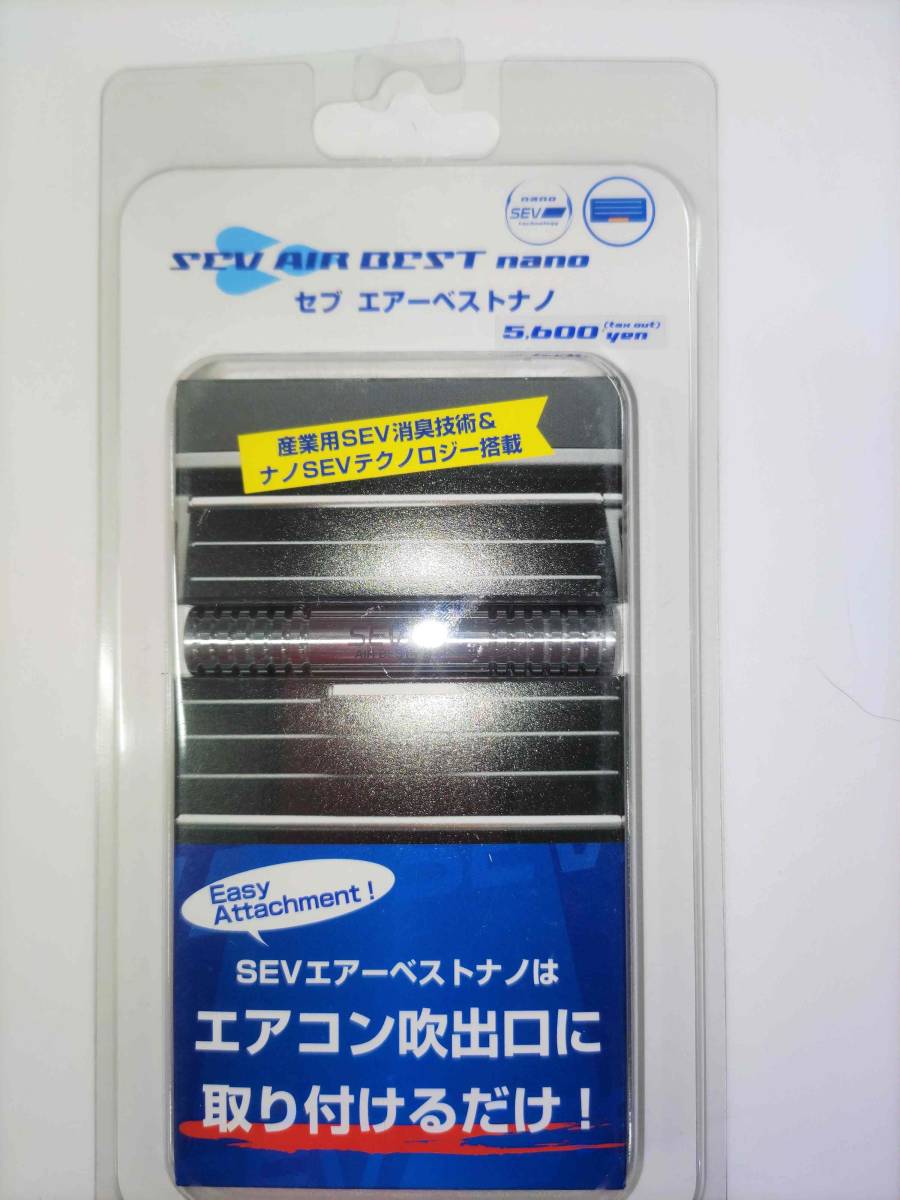 nano
SEV
technology
SEV AIR BEST nano
セブ エアーベストナノ
(tax out)
5,600 yen
産業用SEV消臭技術&
ナノSEVテクノロジー搭載
SEV
Easy
Attachment!
SEVエアーベストナノは
エアコン吹出口に
取り付けるだけ!